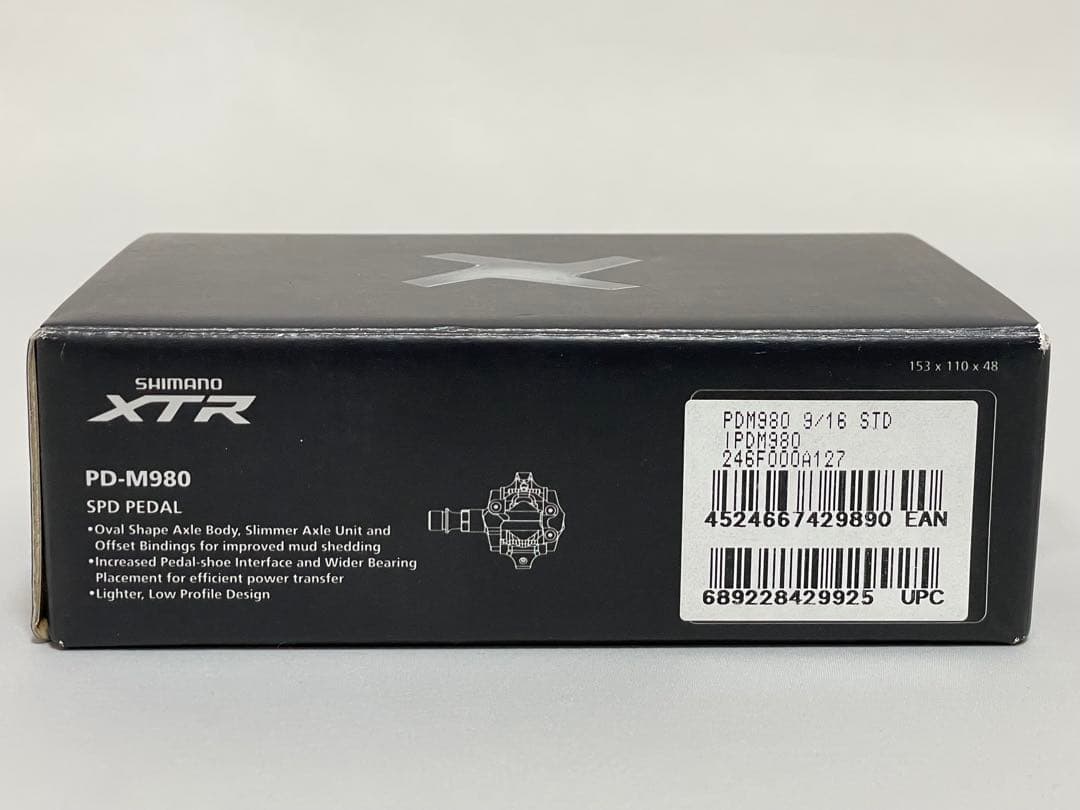 153 x 110 x 48
SHIMANO
XTR
PD-M980
SPD PEDAL
•Oval Shape Axle Body, Slimmer Axle Unit and
Offset Bindings for improved mud shedding
•Increased Pedal-shoe Interface and Wider Bearing
Placement for efficient power transfer
•Lighter, Low Profile Design
PDM980 9/16 STD
IPDM980
246F000A127
4524667429890 EAN
689228429925 UPC